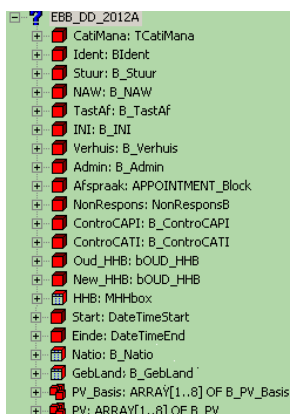 EBB_DD_2012A
CatiMana: TCatiMana
Ident: BIdent
Stuur: B_Stuur
NAW: B_NAW
TastAf: B_TastAf
INI: B_INI
Verhuis: B_Verhuis
Admin: B_Admin
Afspraak: APPOINTMENT_Block
NonRespons: NonResponsB
ControCAPI: B_ControCAPI
ControCATI: B_ControCATI
Oud_HHB: bOUD_HHB
New_HHB: bOUD_HHB
HHB: MHHbox
Start: DateTimeStart
Einde: DateTimeEnd
Natio: B_Natio
GebLand: B_GebLand
PV_Basis: ARRAY[1..8] OF B_PV_Basis
PV: ARRAY[1..8] OF B_PV